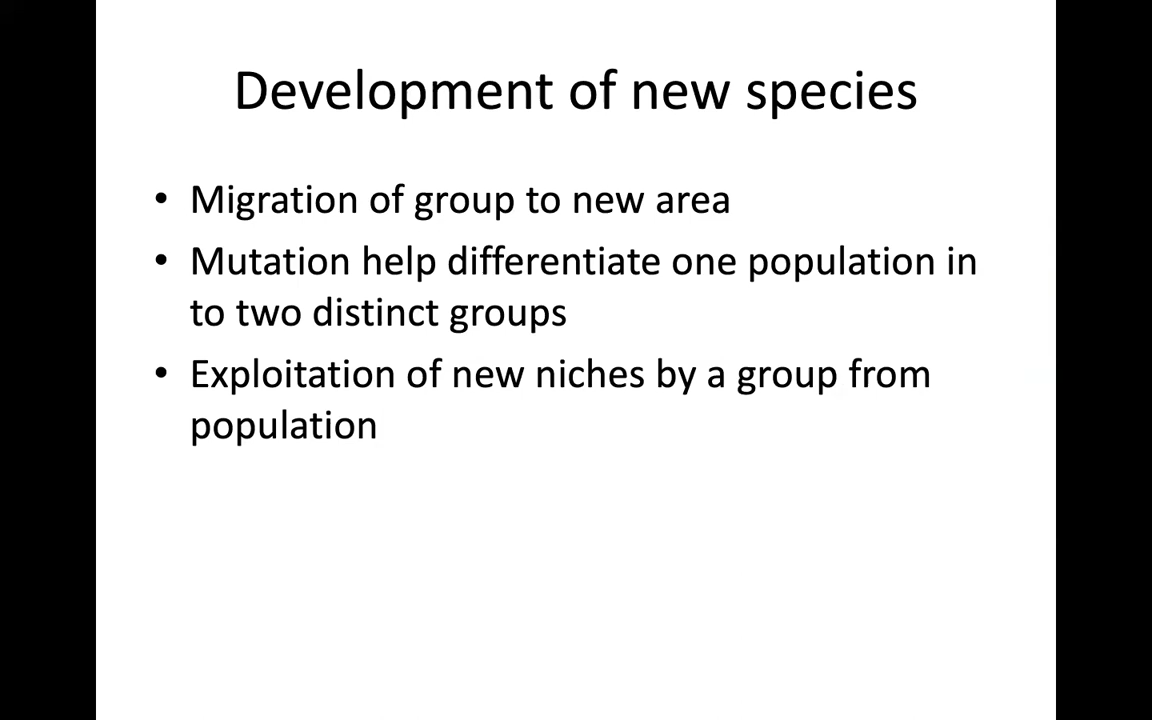 Development of new species
• Migration of group to new area
• Mutation help differentiate one population in
to two distinct groups
• Exploitation of new niches by a group from
population